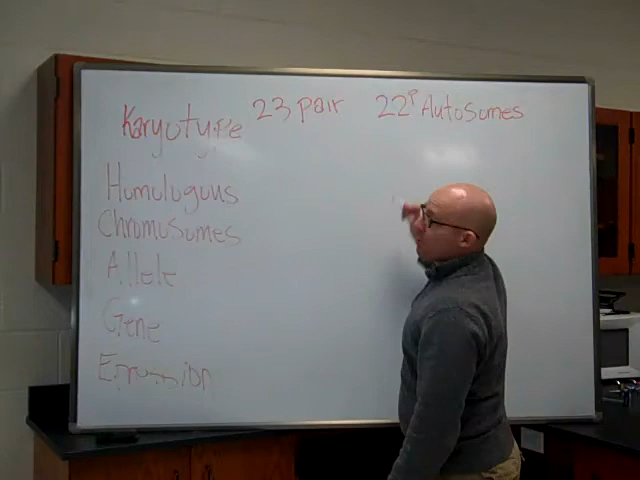 Karyotype 23 pair 22P Autosomes
Homologous
Chromosomes
Allele
Gene